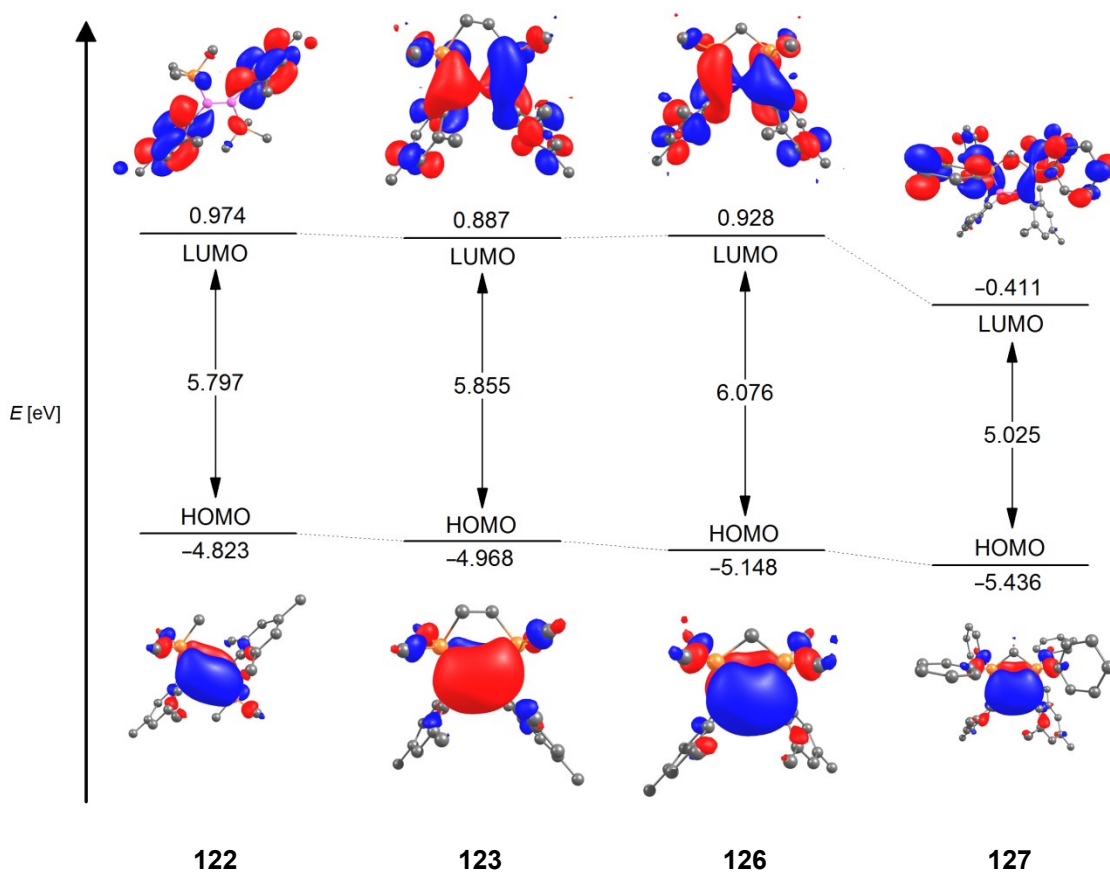 0.974
LUMO
5.797
HOMO
−4.823
0.887
LUMO
5.855
HOMO
−4.968
0.928
LUMO
6.076
HOMO
−5.148
−0.411
LUMO
5.025
HOMO
−5.436
E [eV]
122 123 126 127